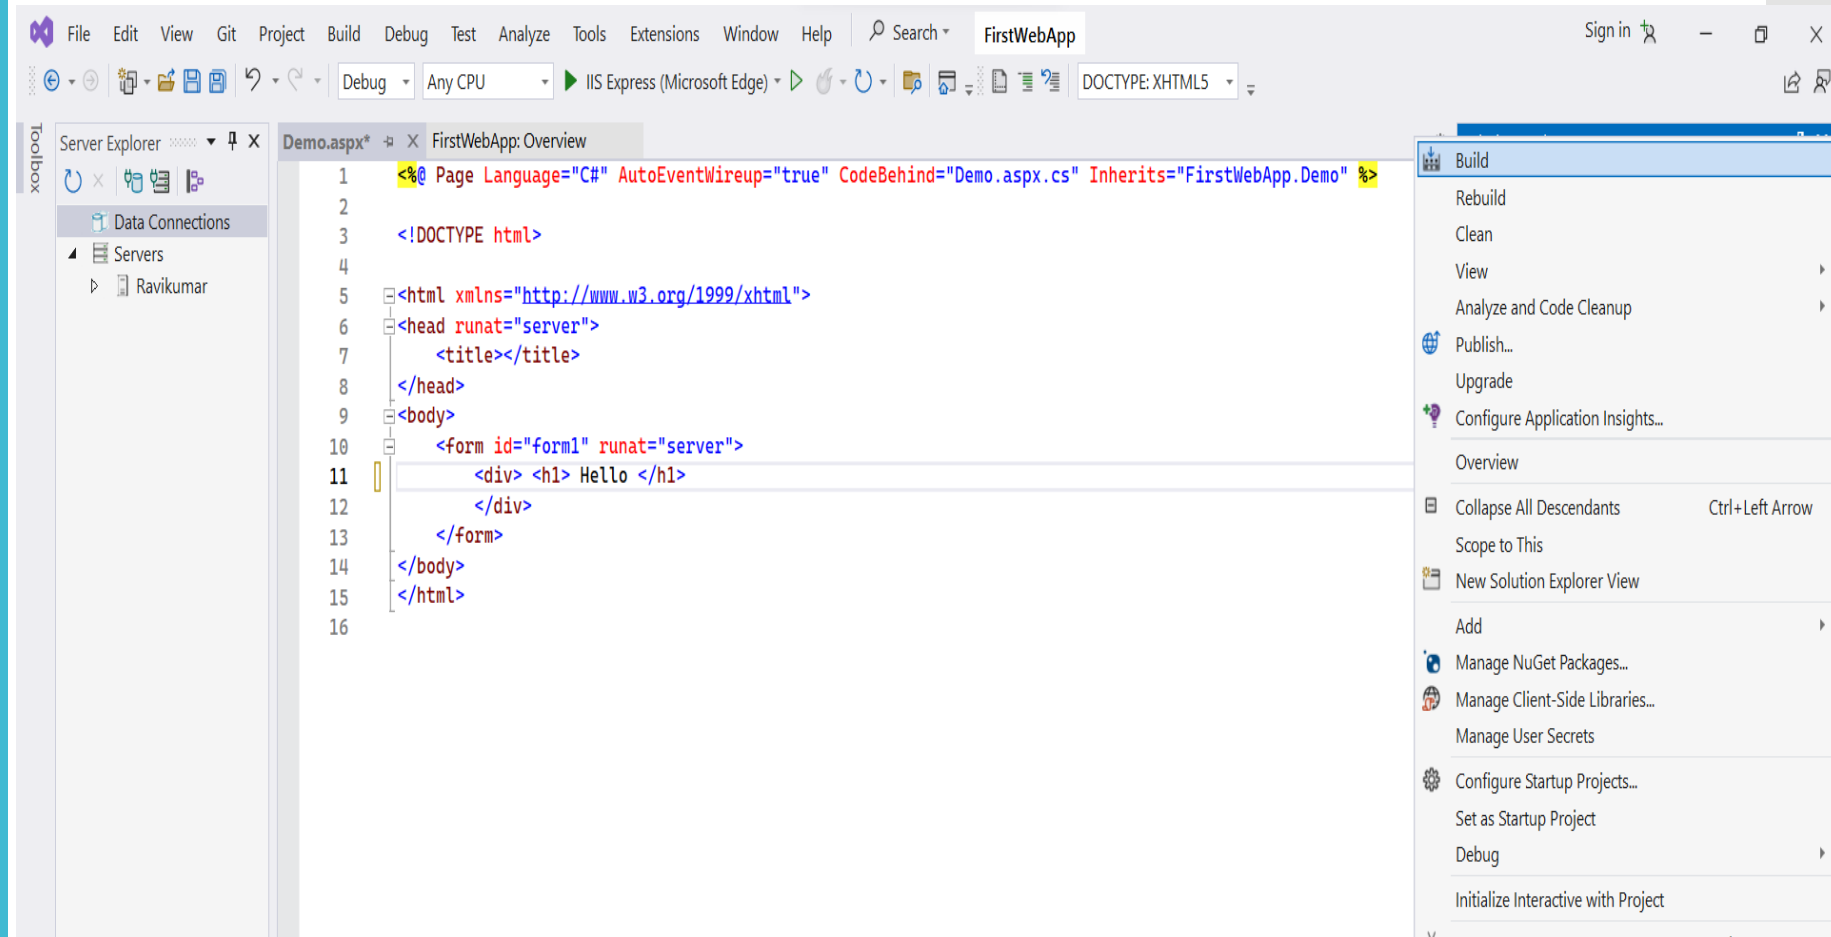 File Edit View Git Project Build Debug Test Analyze Tools Extensions Window Help Search FirstWebApp Sign in
Debug Any CPU IIS Express (Microsoft Edge) DOCTYPE: XHTML5
Toolbox
Server Explorer
Data Connections
Servers
Ravikumar
Demo.aspx* FirstWebApp: Overview
1 <%@ Page Language="C#" AutoEventWireup="true" CodeBehind="Demo.aspx.cs" Inherits="FirstWebApp.Demo" %>
2
3 <!DOCTYPE html>
4
5 <html xmlns="http://www.w3.org/1999/xhtml">
6 <head runat="server">
7 <title></title>
8 </head>
9 <body>
10 <form id="form1" runat="server">
11 <div> <h1> Hello </h1>
12 </div>
13 </form>
14 </body>
15 </html>
16
Build
Rebuild
Clean
View
Analyze and Code Cleanup
Publish...
Upgrade
Configure Application Insights...
Overview
Collapse All Descendants Ctrl+Left Arrow
Scope to This
New Solution Explorer View
Add
Manage NuGet Packages...
Manage Client-Side Libraries...
Manage User Secrets
Configure Startup Projects...
Set as Startup Project
Debug
Initialize Interactive with Project